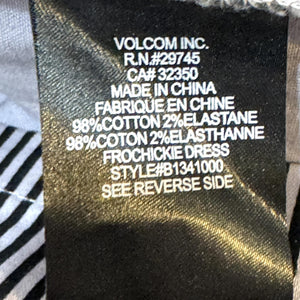 VOLCOM INC.
R.N.#29745
CA# 32350
MADE IN CHINA
FABRIQUE EN CHINE
98%COTTON 2%ELASTANE
98%COTON 2%ELASTHANNE
FROCHICKIE DRESS
STYLE#B1341000
SEE REVERSE SIDE